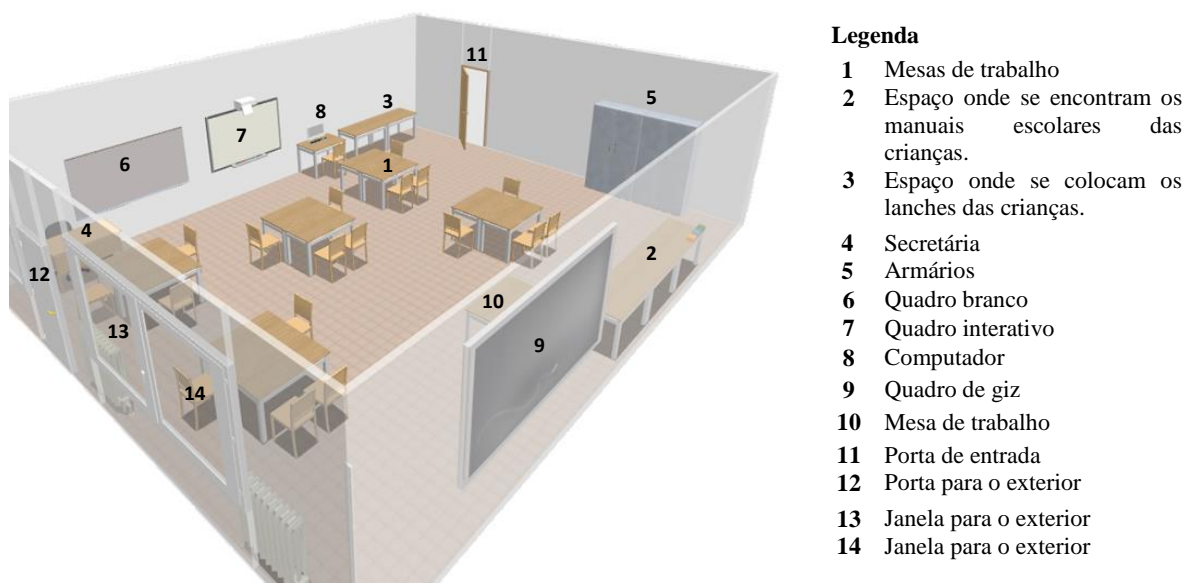 11
5
3
8
7
1
6
4
2
12
10
13
9
14
Legenda
1 Mesas de trabalho
2 Espaço onde se encontram os
manuais escolares das
crianças.
3 Espaço onde se colocam os
lanches das crianças.
4 Secretária
5 Armários
6 Quadro branco
7 Quadro interativo
8 Computador
9 Quadro de giz
10 Mesa de trabalho
11 Porta de entrada
12 Porta para o exterior
13 Janela para o exterior
14 Janela para o exterior